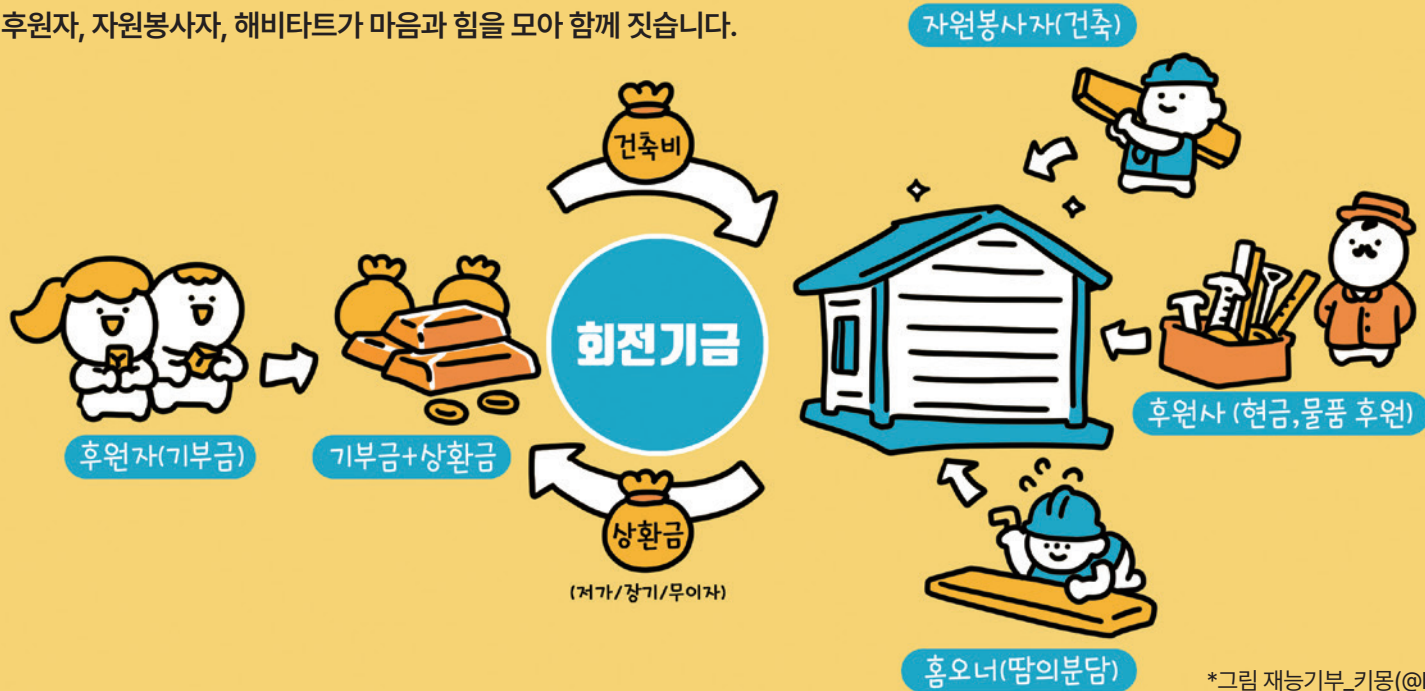 후원자, 자원봉사자, 해비타트가 마음과 힘을 모아 함께 짓습니다.
자원봉사자(건축)
건축비
회전기금
후원자(기부금)
기부금+상환금
후원사 (현금,물품 후원)
상환금
(저가/장기/무이자)
홈오너(땀의분담)
*그림 재능기부_키몽(@